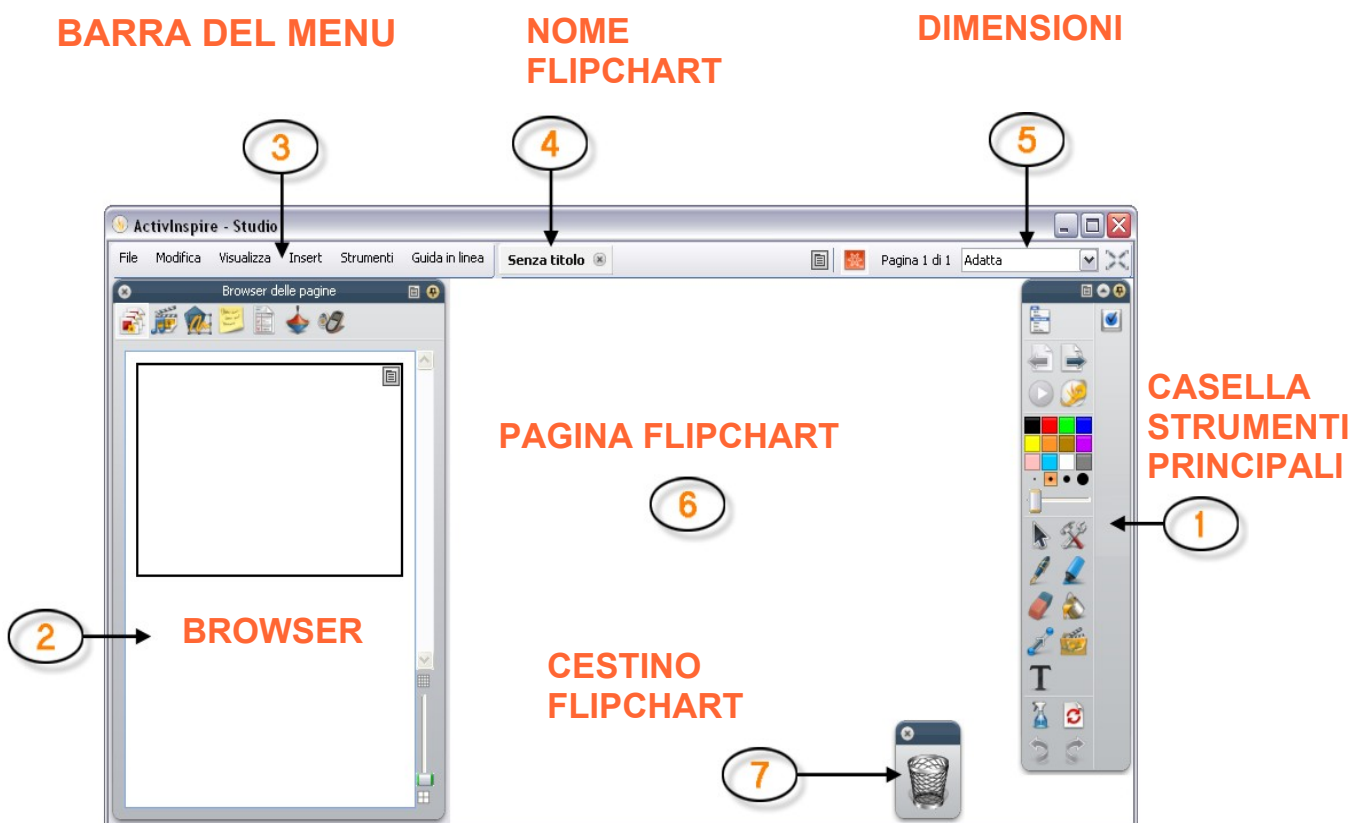 BARRA DEL MENU
NOME
FLIPCHART
DIMENSIONI
3
4
5
ActivInspire - Studio
File Modifica Visualizza Insert Strumenti Guida in linea
Senza titolo
Pagina 1 di 1
Adatta
Browser delle pagine
CASELLA
STRUMENTI
PRINCIPALI
1
PAGINA FLIPCHART
6
2
BROWSER
CESTINO
FLIPCHART
T
7